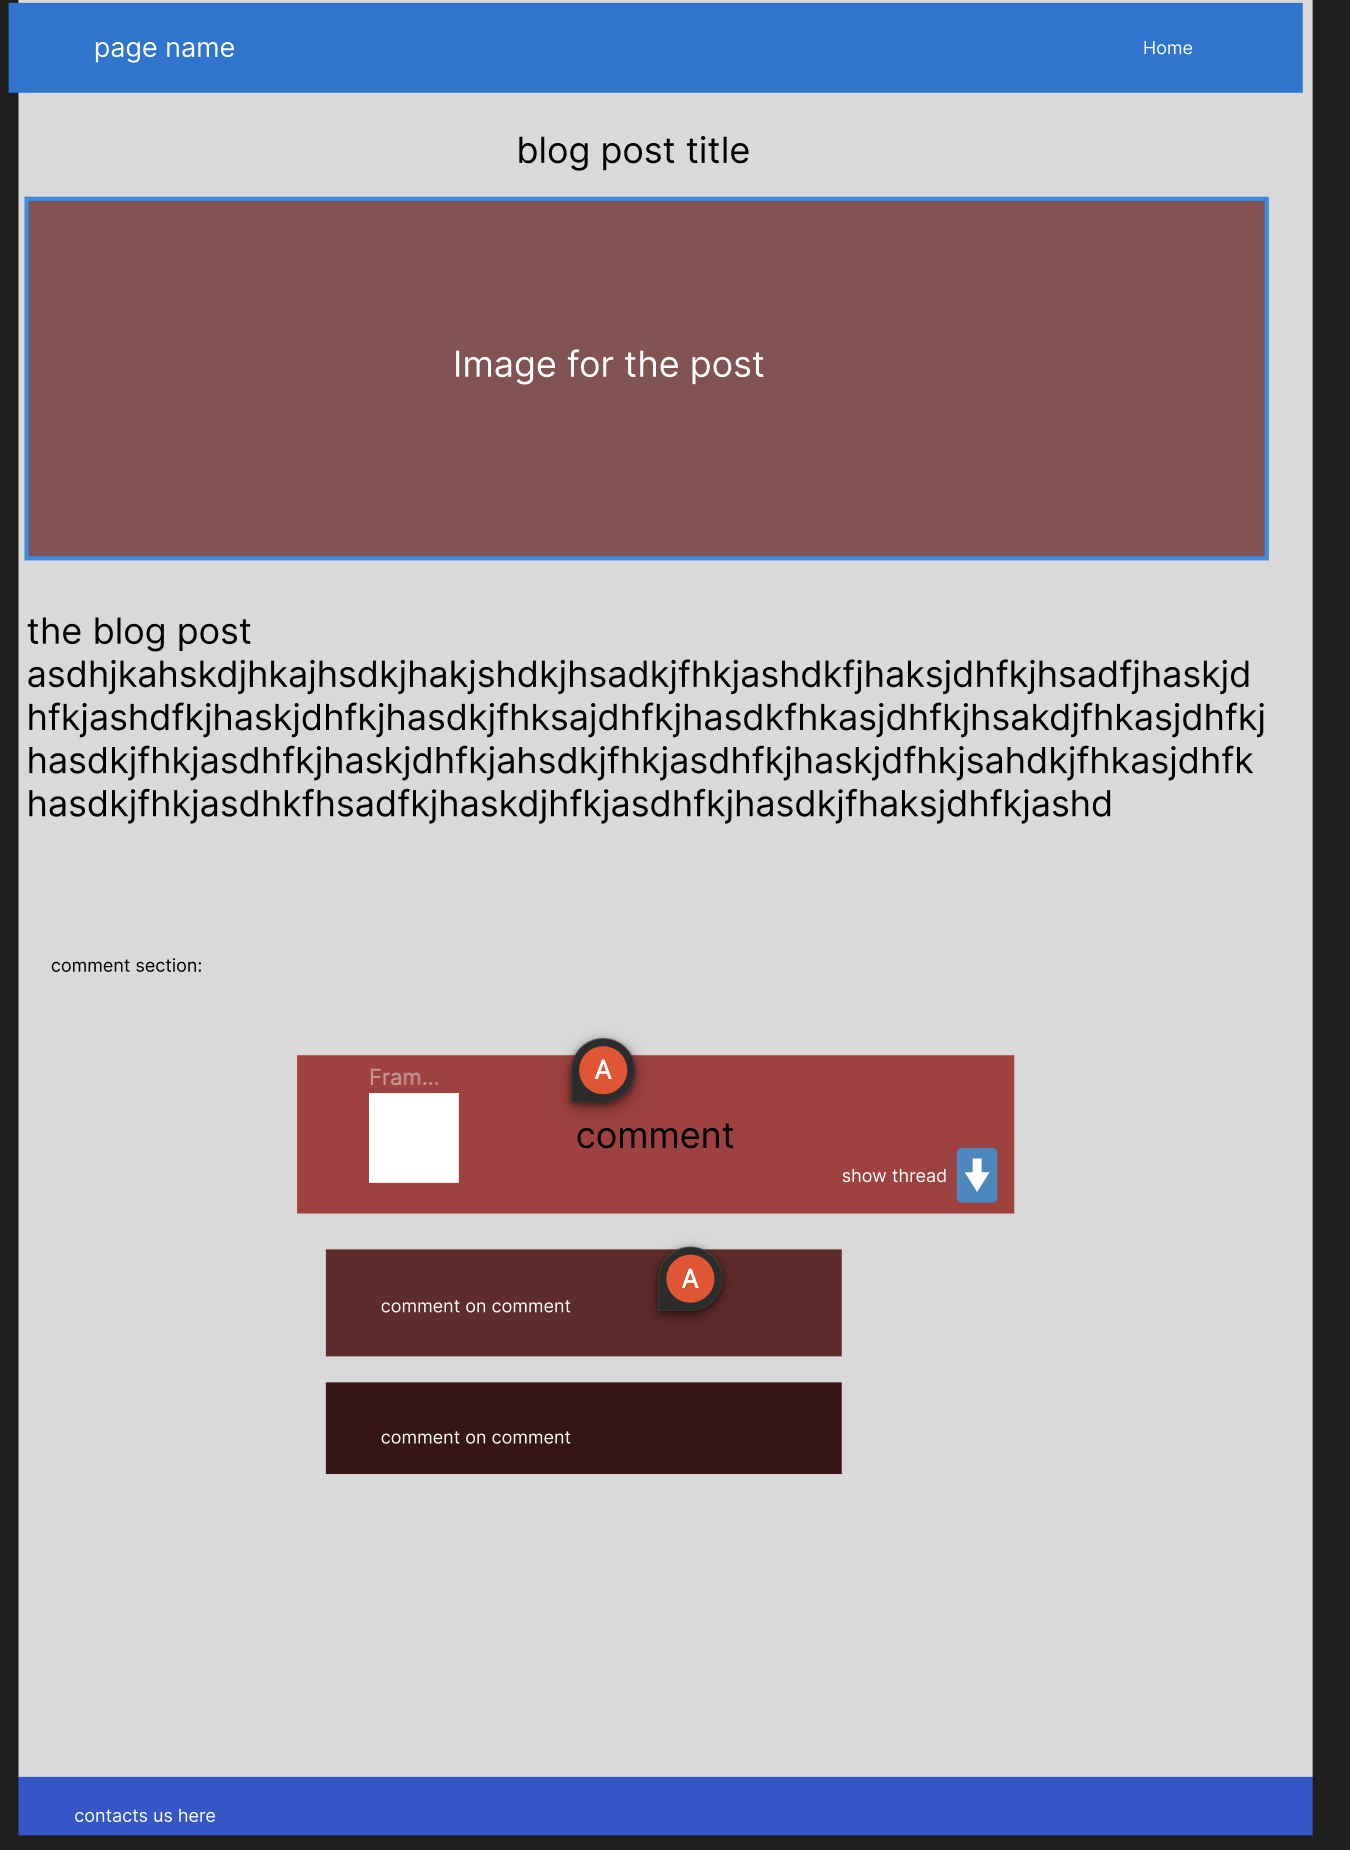 page name
Home
blog post title
Image for the post
the blog post
asdhjkahskdjhkajhsdkjhakjshdkjhsadkjfhkjashdkfjhaksjdhfkjhsadfjhaskjd
hfkjashdfkjhaskjdhfkjhasdkjfhksajdhfkjhasdkfhkasjdhfkjhsakdjfhkasjdhfkj
hasdkjfhkjasdhfkjhaskjdhfkjahsdkjfhkjasdhfkjhaskjdfhkjsahdkjfhkasjdhfk
hasdkjfhkjasdhkfhsadfkjhaskdjhfkjasdhfkjhasdkjfhaksjdhfkjashd
comment section:
A
Fram...
comment
show thread
A
comment on comment
comment on comment
contacts us here